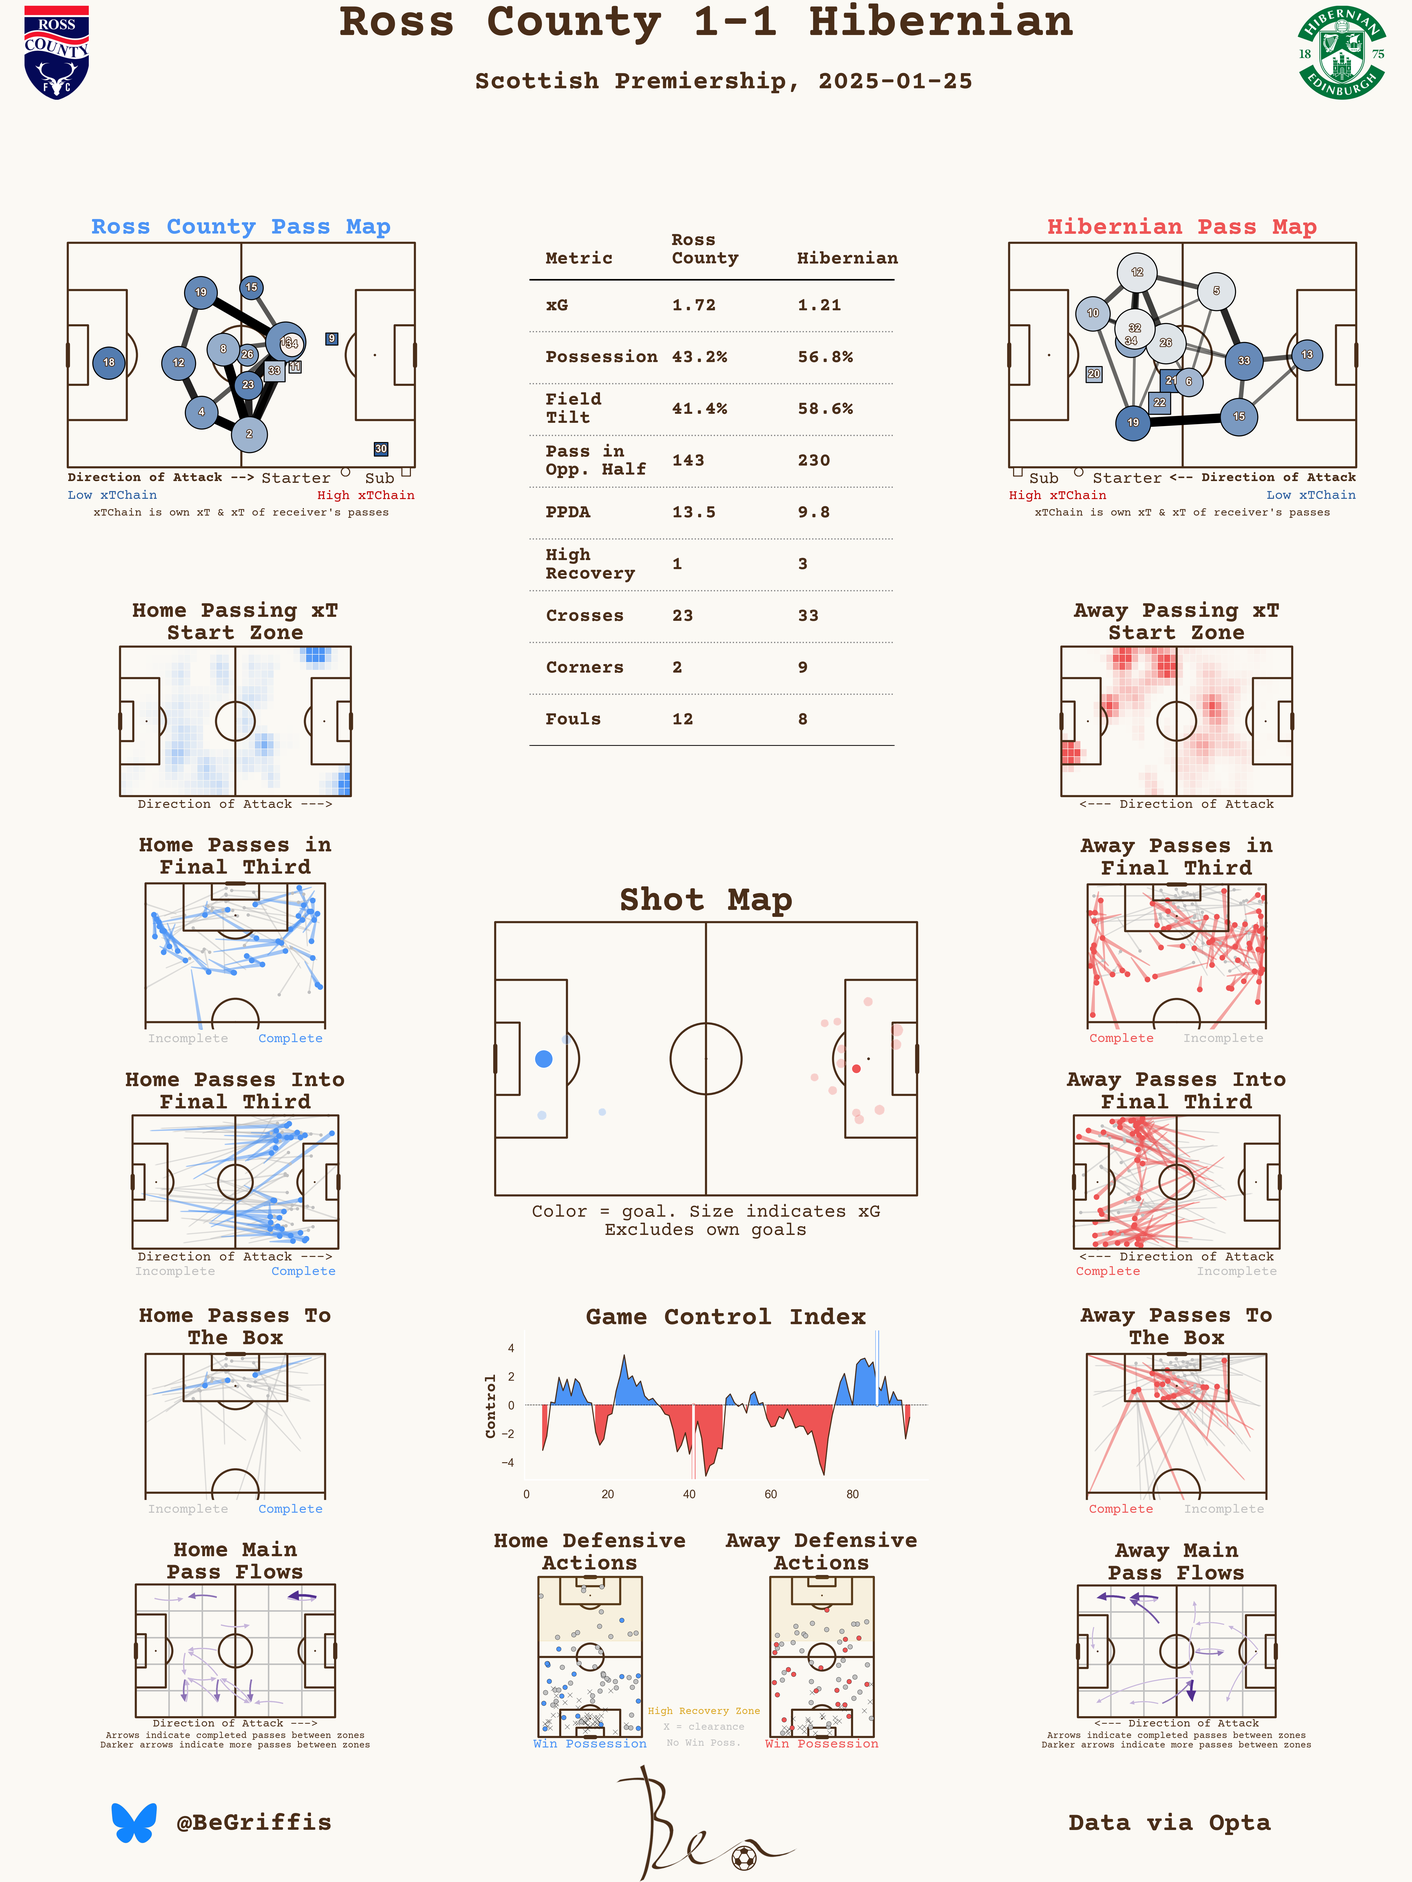 Ross County 1-1 Hibernian
Scottish Premiership, 2025-01-25
ROSS
COUNTY
F C
HIBERNIAN
18 75
EDINBURGH
Ross County Pass Map
19
15
34
9
8
26
18
12
33
11
23
4
2
30
Direction of Attack --> Starter Sub
Low xTChain High xTChain
xTChain is own xT & xT of receiver's passes
Metric Ross County Hibernian
xG 1.72 1.21
Possession 43.2% 56.8%
Field
Tilt 41.4% 58.6%
Pass in
Opp. Half 143 230
PPDA 13.5 9.8
High
Recovery 1 3
Crosses 23 33
Corners 2 9
Fouls 12 8
Hibernian Pass Map
12
5
10
32
34
26
33
13
20
21
6
22
19
15
Sub Starter <-- Direction of Attack
High xTChain Low xTChain
xTChain is own xT & xT of receiver's passes
Home Passing xT
Start Zone
Direction of Attack --->
Away Passing xT
Start Zone
<--- Direction of Attack
Home Passes in
Final Third
Incomplete Complete
Away Passes in
Final Third
Complete Incomplete
Shot Map
Color = goal. Size indicates xG
Excludes own goals
Home Passes Into
Final Third
Direction of Attack --->
Incomplete Complete
Away Passes Into
Final Third
<--- Direction of Attack
Complete Incomplete
Home Passes To
The Box
Incomplete Complete
Game Control Index
Control
4
2
0
−2
−4
0 20 40 60 80
Away Passes To
The Box
Complete Incomplete
Home Main
Pass Flows
Direction of Attack --->
Arrows indicate completed passes between zones
Darker arrows indicate more passes between zones
Home Defensive
Actions
Win Possession
Away Defensive
Actions
Win Possession
High Recovery Zone
X = clearance
No Win Poss.
Away Main
Pass Flows
<--- Direction of Attack
Arrows indicate completed passes between zones
Darker arrows indicate more passes between zones
@BeGriffis
Ben
Data via Opta